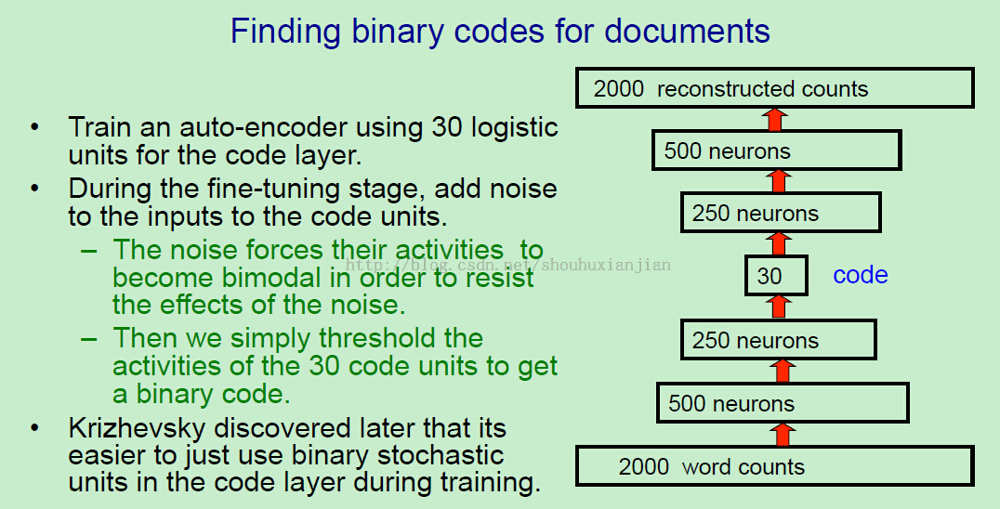 Finding binary codes for documents
• Train an auto-encoder using 30 logistic
units for the code layer.
• During the fine-tuning stage, add noise
to the inputs to the code units.
– The noise forces their activities to
become bimodal in order to resist
the effects of the noise.
– Then we simply threshold the
activities of the 30 code units to get
a binary code.
• Krizhevsky discovered later that its
easier to just use binary stochastic
units in the code layer during training.
2000 reconstructed counts
500 neurons
250 neurons
30
code
250 neurons
500 neurons
2000 word counts
http://blog.csdn.net/shouhuxianjian